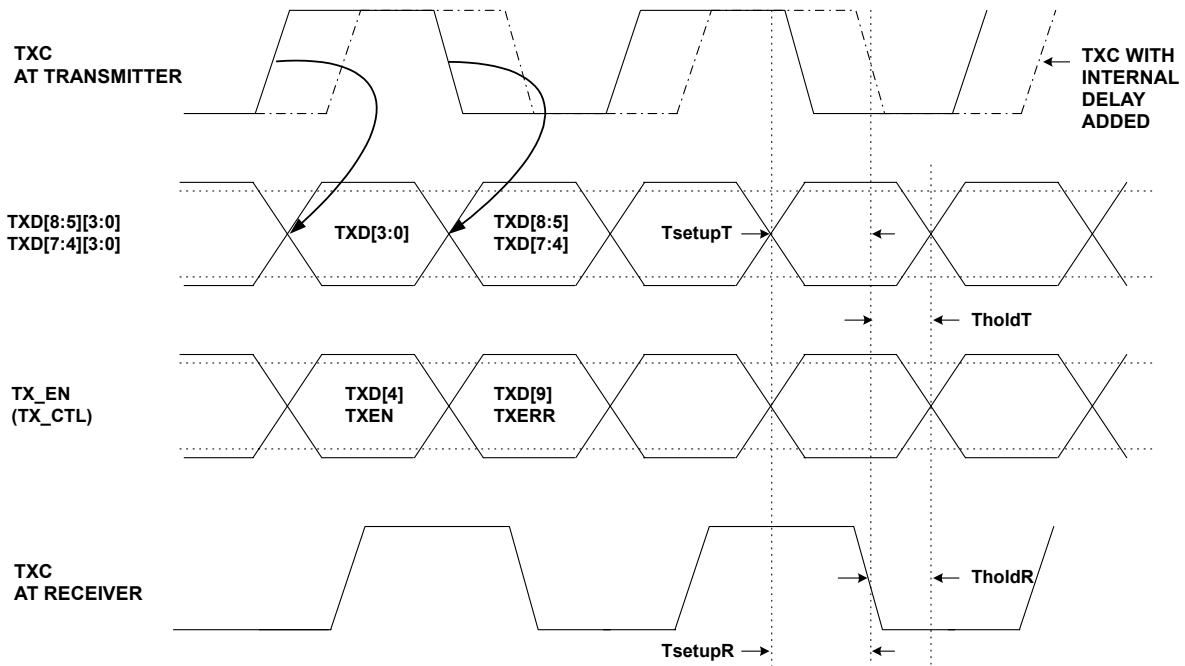 TXC
AT TRANSMITTER
TXC WITH
INTERNAL
DELAY
ADDED
TXD[8:5][3:0]
TXD[7:4][3:0]
TXD[3:0]
TXD[8:5]
TXD[7:4]
TsetupT
TholdT
TX_EN
(TX_CTL)
TXD[4]
TXEN
TXD[9]
TXERR
TXC
AT RECEIVER
TholdR
TsetupR